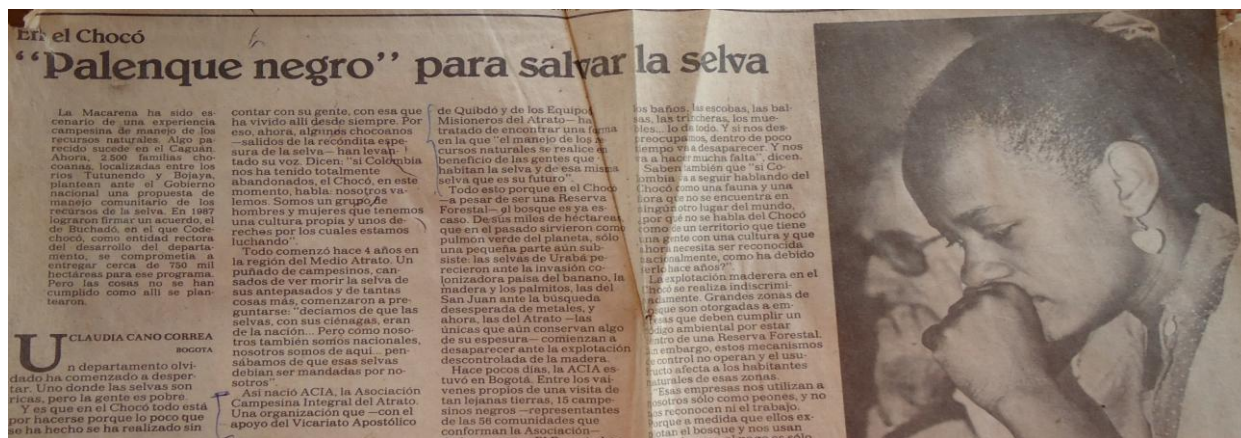 En el Chocó
“Palenque negro” para salvar la selva
La Macarena ha sido es-
cenario de una experiencia
campesina de manejo de los
recursos naturales. Algo pa-
recido sucede en el Caguán.
Ahora, 2.500 familias cho-
coanas, localizadas entre los
ríos Tutunendo y Bojaya,
plantean ante el Gobierno
nacional una propuesta de
manejo comunitario de los
recursos de la selva. En 1987
lograron firmar un acuerdo, el
de Buchadó, en el que Code-
chocó, como entidad rectora
del desarrollo del departa-
mento, se comprometía a
entregar cerca de 750 mil
hectáreas para ese programa.
Pero las cosas no se han
cumplido como allí se plan-
tearon.
CLAUDIA CANO CORREA
BOGOTA
Un departamento olvi-
dado ha comenzado a desper-
tar. Uno donde las selvas son
ricas, pero la gente es pobre.
Y es que en el Chocó todo está
por hacerse porque lo poco que
se ha hecho se ha realizado sin
contar con su gente, con esa que
ha vivido allí desde siempre. Por
eso, ahora, algunos chocoanos
—salidos de la recóndita espe-
sura de la selva— han levan-
tado su voz. Dicen: “si Colombia
nos ha tenido totalmente
abandonados, el Chocó, en este
momento, habla: nosotros va-
lemos. Somos un grupo de
hombres y mujeres que tenemos
una cultura propia y unos de-
rechos por los cuales estamos
luchando”.
Todo comenzó hace 4 años en
la región del Medio Atrato. Un
puñado de campesinos, can-
sados de ver morir la selva de
sus antepasados y de tantas
cosas más, comenzaron a pre-
guntarse: “decíamos de que las
selvas, con sus ciénagas, eran
de la nación... Pero como noso-
tros también somos nacionales,
nosotros somos de aquí... pen-
sábamos de que esas selvas
debían ser mandadas por no-
sotros”.
Así nació ACIA, la Asociación
Campesina Integral del Atrato.
Una organización que —con el
apoyo del Vicariato Apostólico
de Quibdó y de los Equipos
Misioneros del Atrato— ha
tratado de encontrar una forma
en la que “el manejo de los re-
cursos naturales se realice en
beneficio de las gentes que
habitan la selva y de esa misma
selva que es su futuro”.
Todo esto porque en el Chocó
—a pesar de ser una Reserva
Forestal— el bosque es ya es-
caso. De sus miles de hectáreas
que en el pasado sirvieron como
pulmón verde del planeta, sólo
una pequeña parte aún sub-
siste: las selvas de Urabá pe-
recieron ante la invasión co-
lonizadora paisa del banano, la
madera y los palmitos, las del
San Juan ante la búsqueda
desesperada de metales, y
ahora, las del Atrato —las
únicas que aún conservan algo
de su espesura— comienzan a
desaparecer ante la explotación
descontrolada de la madera.
Hace pocos días, la ACIA es-
tuvo en Bogotá. Entre los vai-
venes propios de una visita de
tan lejanas tierras, 15 campe-
sinos negros —representantes
de las 56 comunidades que
conforman la Asociación—
los baños, las escobas, las bal-
sas, las trincheras, los mue-
bles... lo de todo. Y si nos des-
preocupamos, dentro de poco
tiempo va a desaparecer. Y nos
va a hacer mucha falta”, dicen.
Saben también que “si Co-
lombia va a seguir hablando del
Chocó como una fauna y una
flora que no se encuentra en
ningún otro lugar del mundo,
¿por qué no se habla del Chocó
como de un territorio que tiene
una gente con una cultura y que
ahora necesita ser reconocida
nacionalmente, como ha debido
serlo hace años?”.
La explotación maderera en el
Chocó se realiza indiscrimi-
nadamente. Grandes zonas de
bosque son otorgadas a em-
presas que deben cumplir un
código ambiental por estar
dentro de una Reserva Forestal.
Sin embargo, estos mecanismos
de control no operan y el usu-
fructo afecta a los habitantes
naturales de esas zonas.
“Esas empresas nos utilizan a
nosotros sólo como peones, y no
nos reconocen ni el trabajo.
Porque a medida que ellos ex-
plotan el bosque y nos usan